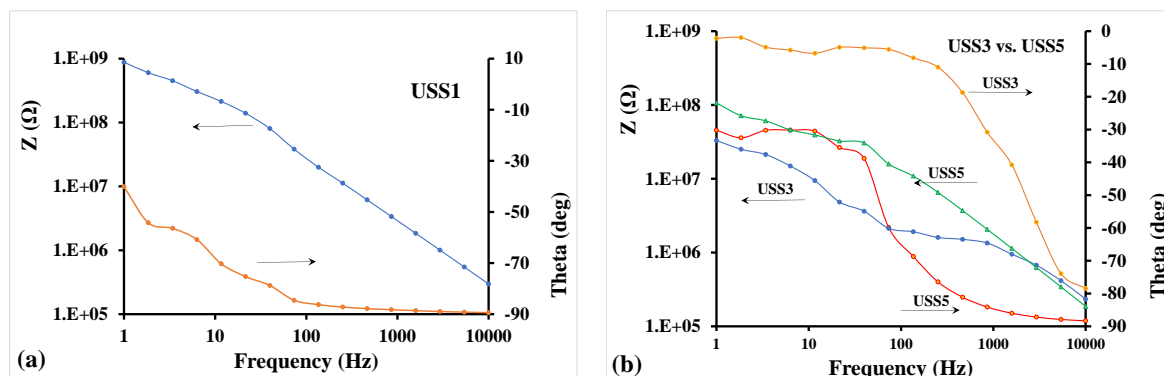 USS1
Z (Ω)
1.E+09
1.E+08
1.E+07
1.E+06
1.E+05
10
-10
-30
-50
-70
-90
Theta (deg)
1
10
100
1000
10000
Frequency (Hz)
(a)
USS3 vs. USS5
Z (Ω)
1.E+09
1.E+08
1.E+07
1.E+06
1.E+05
0
-10
-20
-30
-40
-50
-60
-70
-80
-90
Theta (deg)
USS3
USS5
USS3
USS5
1
10
100
1000
10000
Frequency (Hz)
(b)